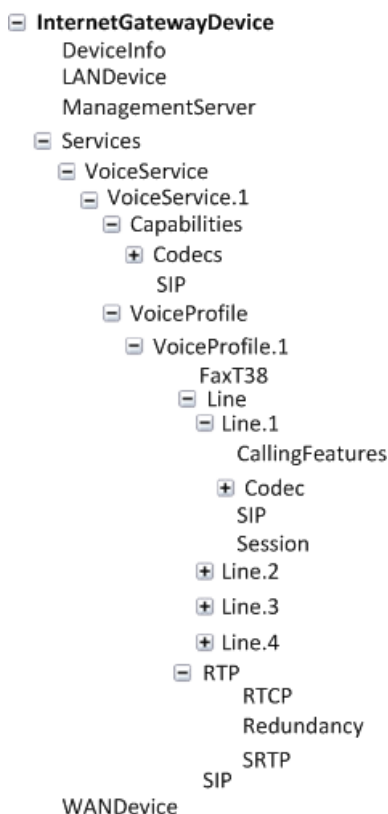 InternetGatewayDevice
DeviceInfo
LANDevice
ManagementServer
Services
VoiceService
VoiceService.1
Capabilities
Codecs
SIP
VoiceProfile
VoiceProfile.1
FaxT38
Line
Line.1
CallingFeatures
Codec
SIP
Session
Line.2
Line.3
Line.4
RTP
RTCP
Redundancy
SRTP
SIP
WANDevice